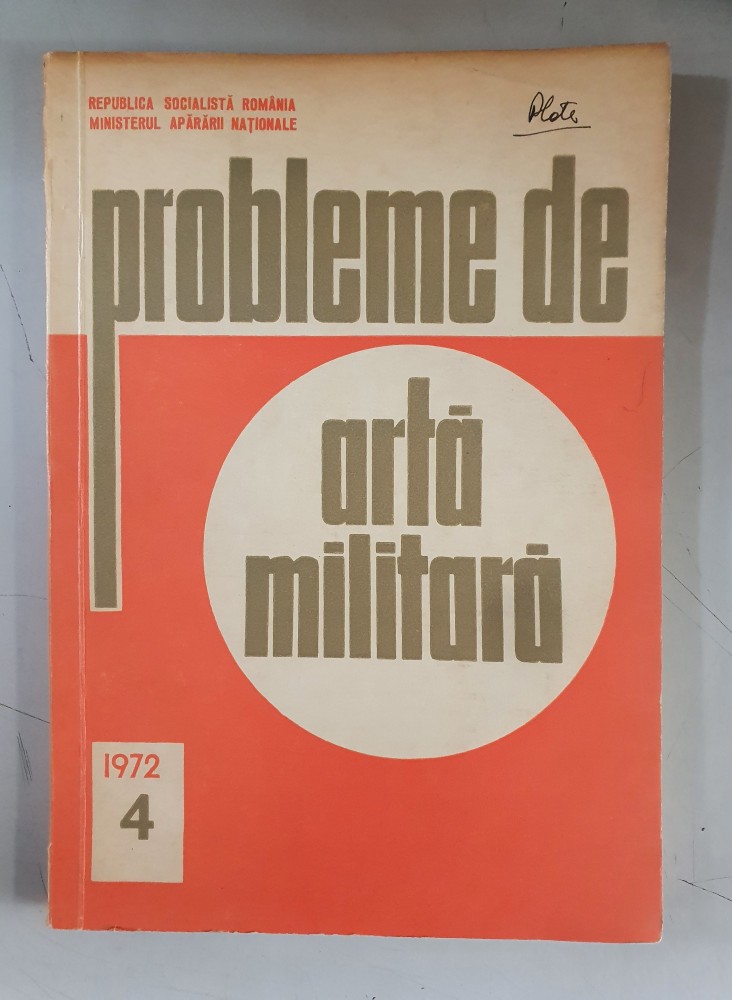 REPUBLICA SOCIALISTĂ ROMÂNIA
MINISTERUL APĂRĂRII NAȚIONALE
probleme de
artă
militară
1972
4